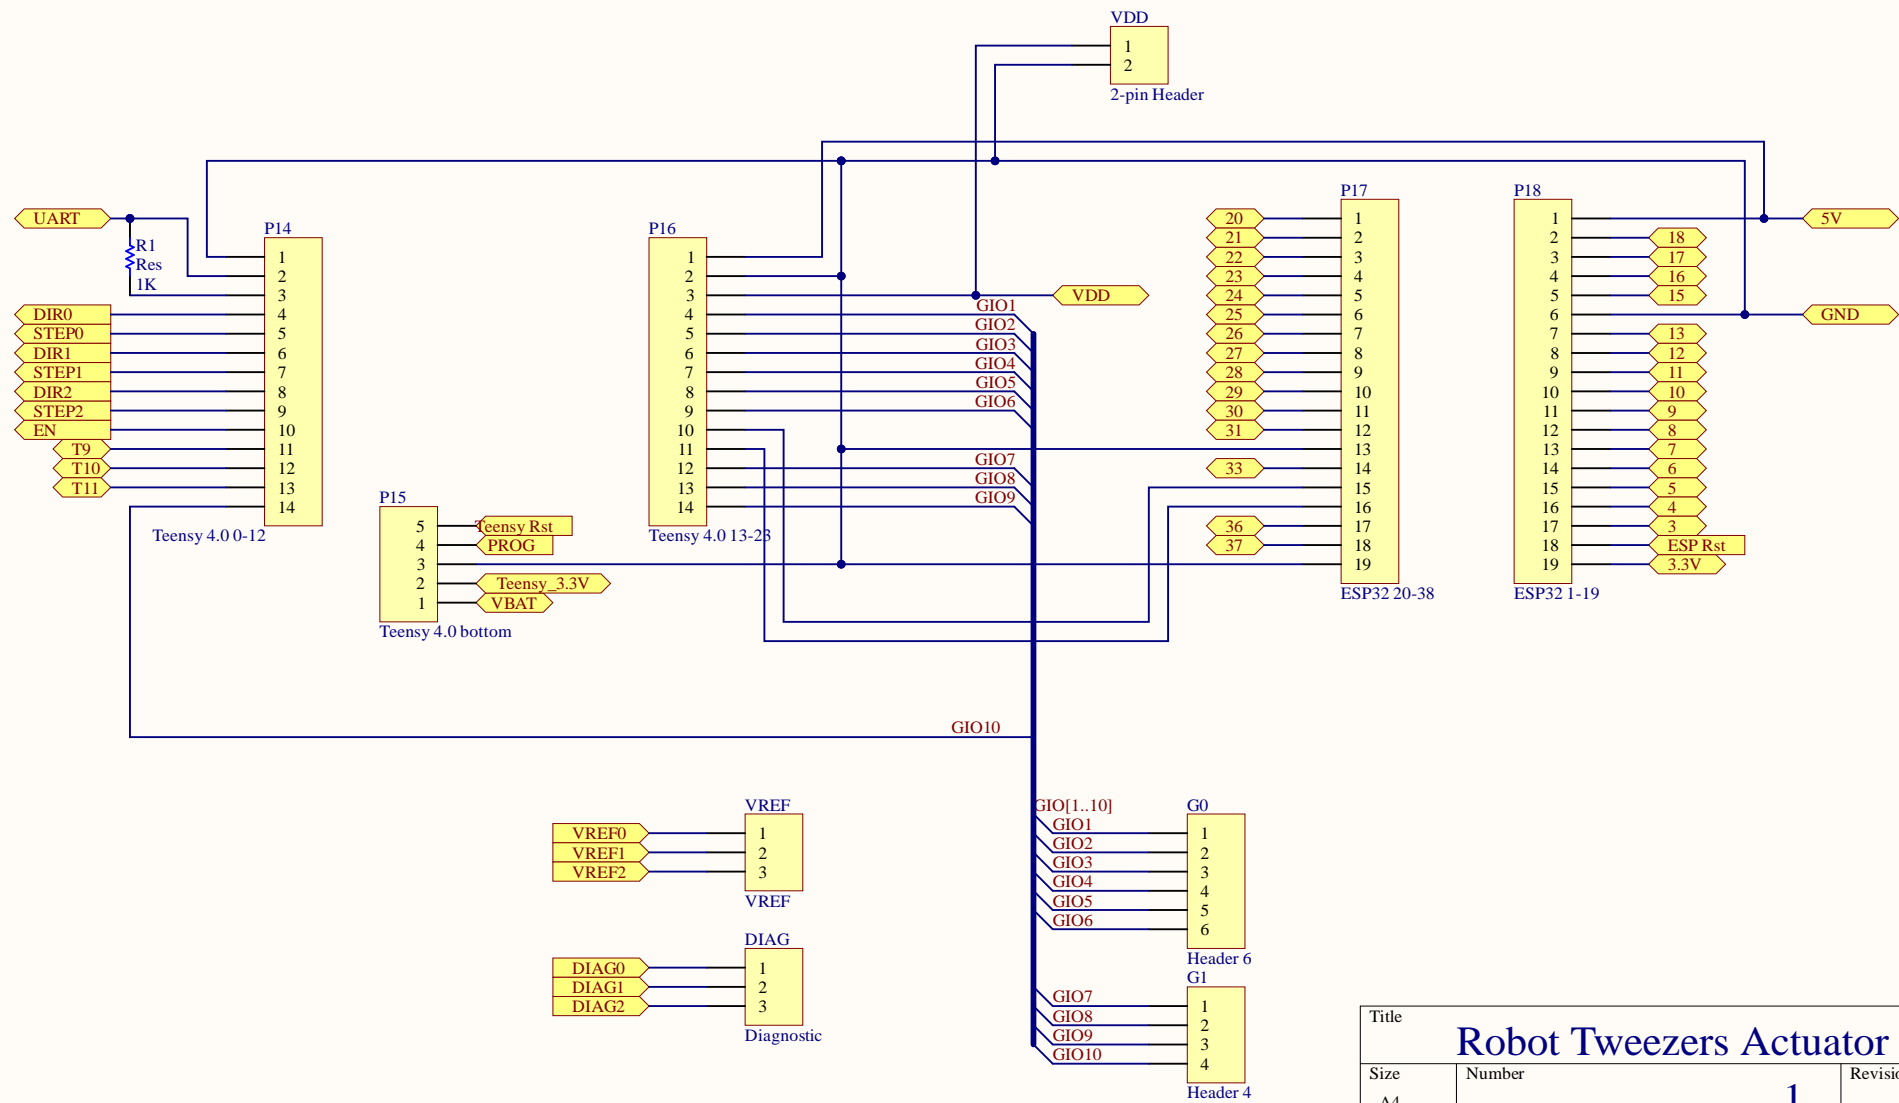 VDD
1
2
2-pin Header
UART
R1
Res
1K
DIR0
STEP0
DIR1
STEP1
DIR2
STEP2
EN
T9
T10
T11
P14
1
2
3
4
5
6
7
8
9
10
11
12
13
14
Teensy 4.0 0-12
P15
5
4
3
2
1
Teensy Rst
PROG
Teensy_3.3V
VBAT
Teensy 4.0 bottom
P16
1
2
3
4
5
6
7
8
9
10
11
12
13
14
Teensy 4.0 13-23
VDD
GIO1
GIO2
GIO3
GIO4
GIO5
GIO6
GIO7
GIO8
GIO9
20
21
22
23
24
25
26
27
28
29
30
31
33
36
37
P17
1
2
3
4
5
6
7
8
9
10
11
12
13
14
15
16
17
18
19
ESP32 20-38
P18
1
2
3
4
5
6
7
8
9
10
11
12
13
14
15
16
17
18
19
ESP32 1-19
18
17
16
15
13
12
11
10
9
8
7
6
5
4
3
ESP Rst
3.3V
5V
GND
GIO10
VREF
VREF0
VREF1
VREF2
1
2
3
VREF
DIAG
DIAG0
DIAG1
DIAG2
1
2
3
Diagnostic
GIO[1..10]
GIO1
GIO2
GIO3
GIO4
GIO5
GIO6
G0
1
2
3
4
5
6
Header 6
G1
GIO7
GIO8
GIO9
GIO10
1
2
3
4
Header 4
Title
Robot Tweezers Actuator
Size
Number
Revisio
A4
1